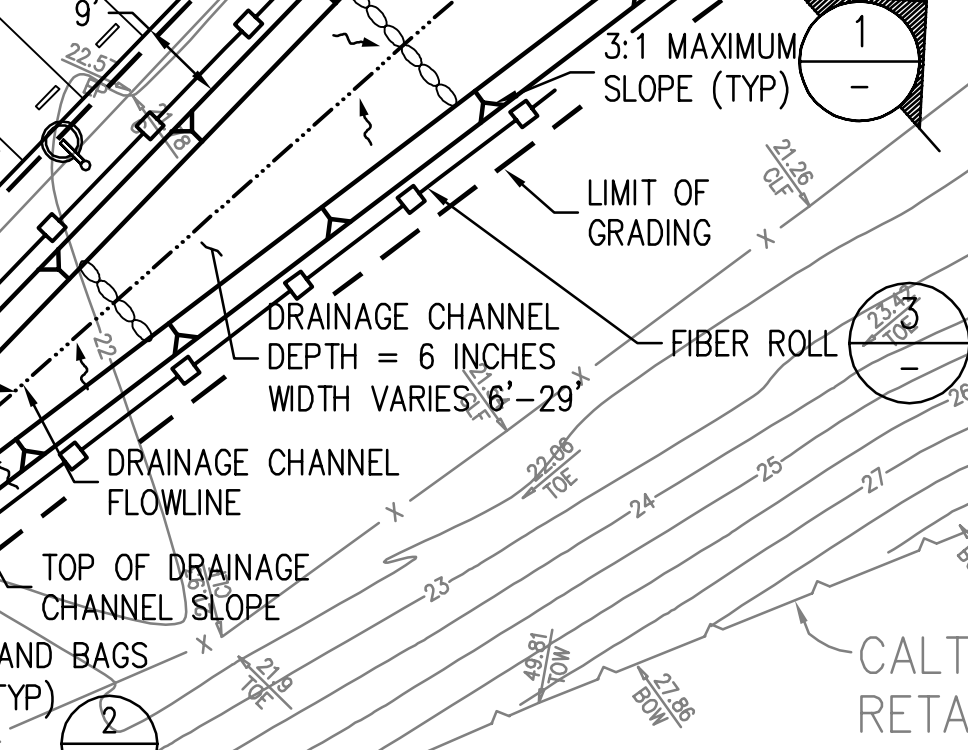 9'
1
-
3:1 MAXIMUM
SLOPE (TYP)
22.57
EP
21.26
CLF
LIMIT OF
GRADING
X
DRAINAGE CHANNEL
DEPTH = 6 INCHES
WIDTH VARIES 6'-29'
22
FIBER ROLL
3
-
23.47
TOE
X
CLF
26
DRAINAGE CHANNEL
FLOWLINE
22.06
TOE
25
27
24
X
TOP OF DRAINAGE
CHANNEL SLOPE
23
X
AND BAGS
TYP)
2
21.9
TOE
49.81
TOW
27.86
BOW
CALT
RETA